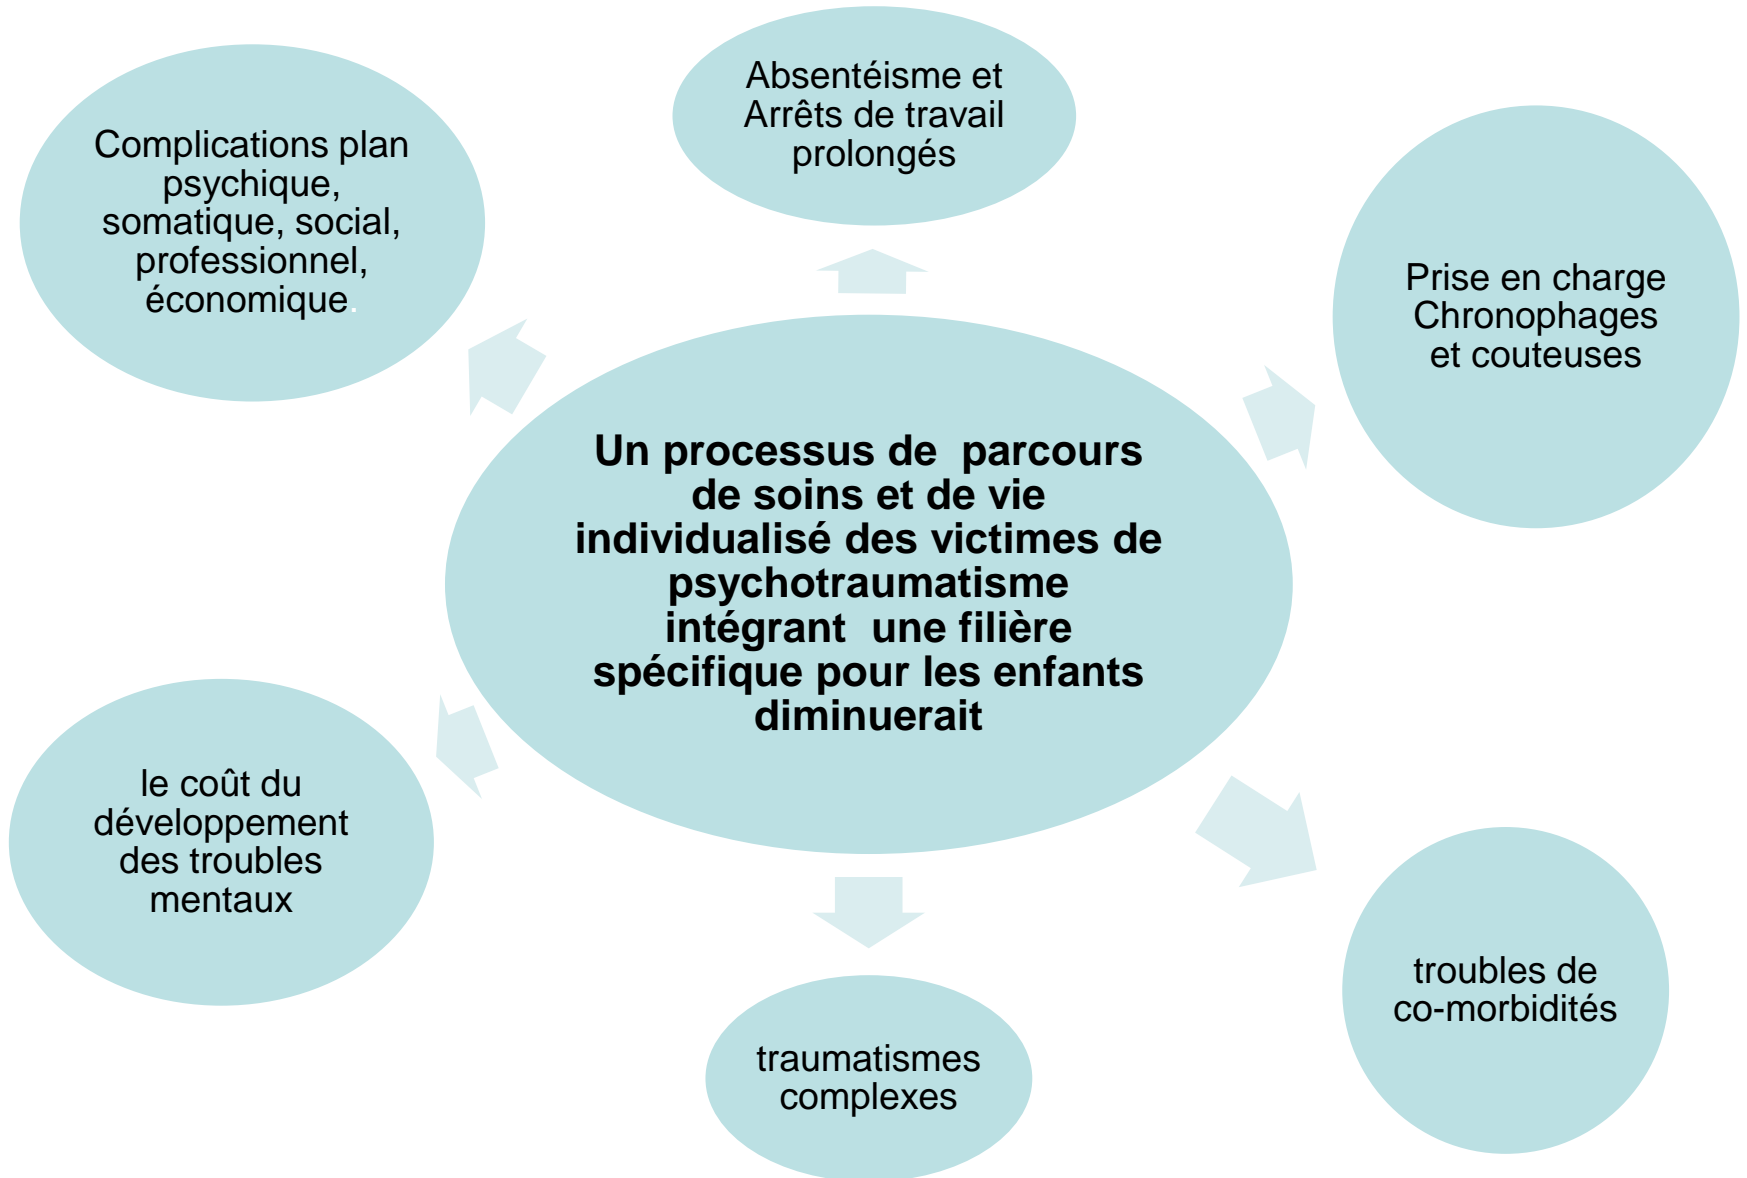 Absentéisme et
Arrêts de travail
prolongés
Complications plan
psychique,
somatique, social,
professionnel,
économique.
Prise en charge
Chronophages
et couteuses
Un processus de  parcours
de soins et de vie
individualisé des victimes de
psychotraumatisme
intégrant  une filière
spécifique pour les enfants
diminuerait
le coût du
développement
des troubles
mentaux
troubles de
co-morbidités
traumatismes
complexes